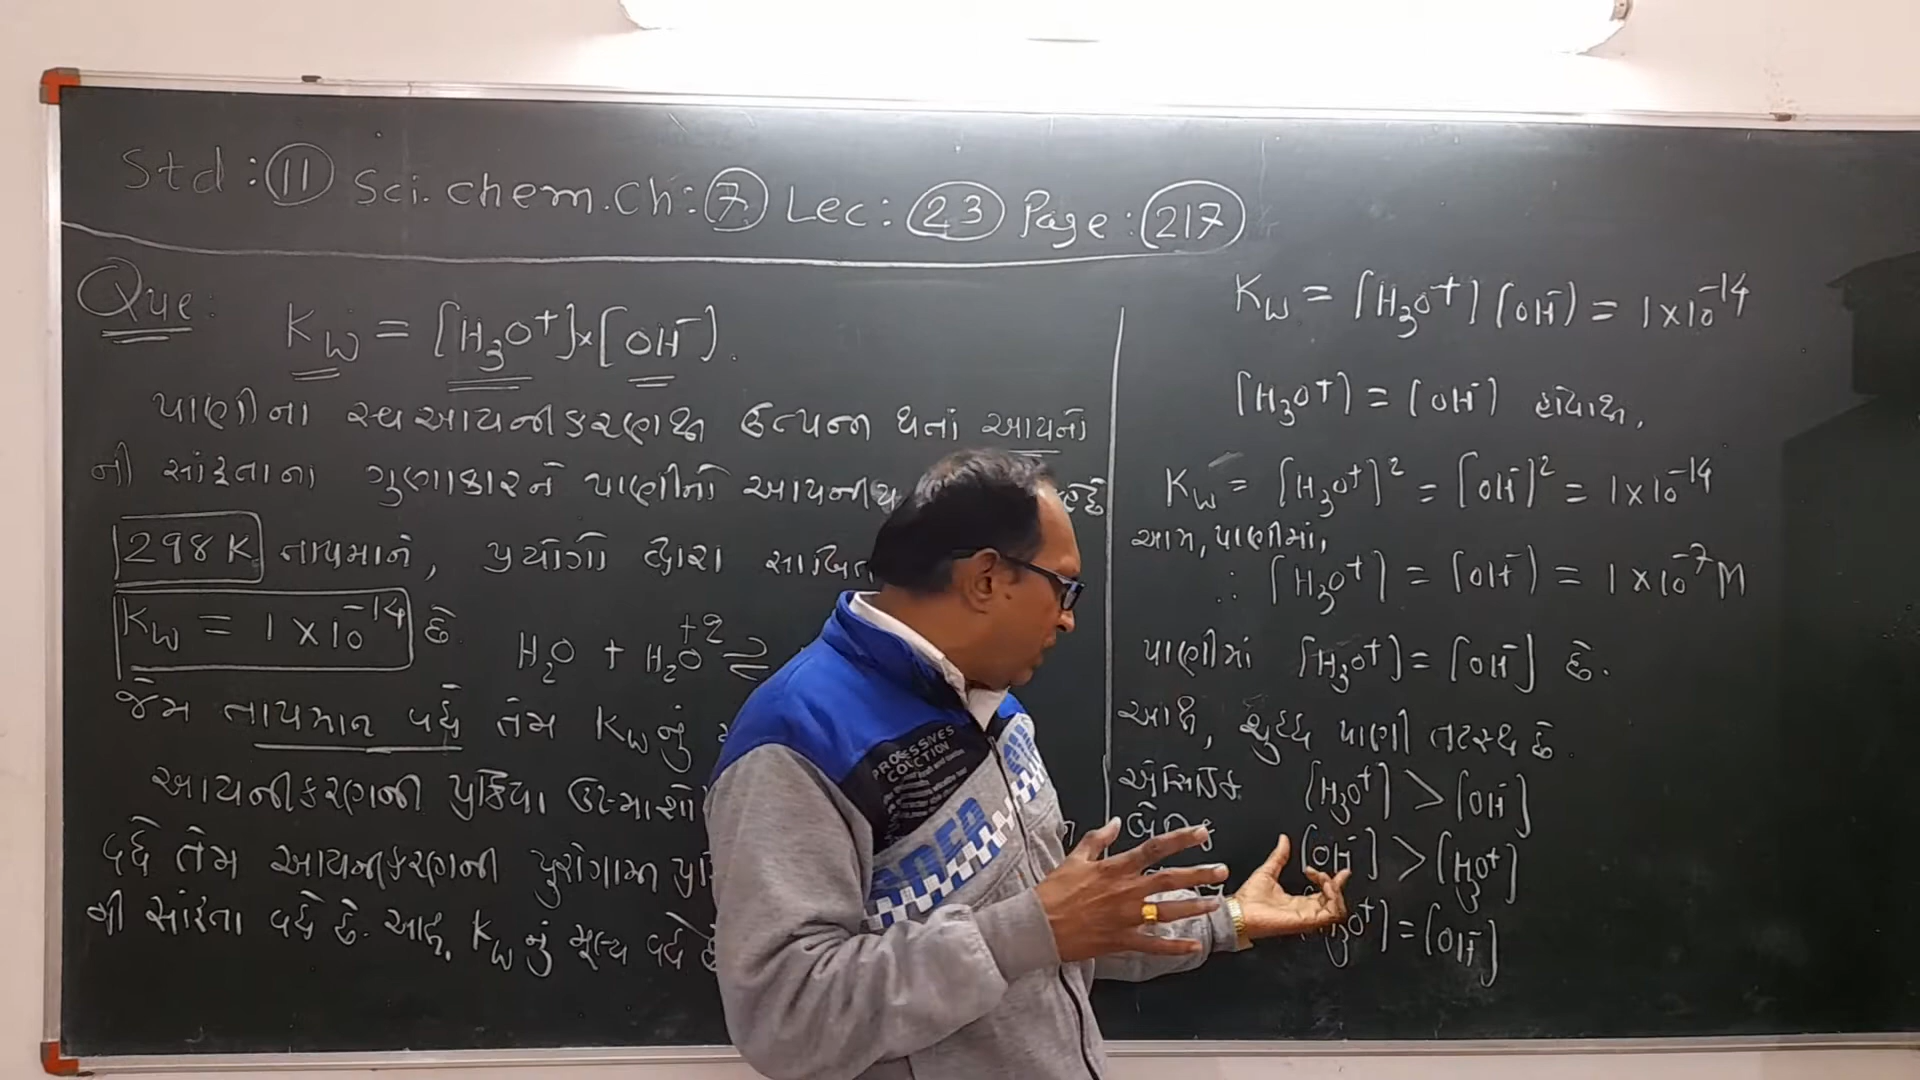 Std : 11 Sci. chem. Ch : 7 Lec : 23 Page : 217
Que :
Kw = [H₃O⁺] × [OH⁻].
પાણીના સ્વઆયનીકરણથી ઉત્પન્ન થતાં આયનો
ની સાંદ્રતાના ગુણાકારને પાણીનો આયનીય
298 K તાપમાને, પ્રયોગો દ્વારા સાબિત
Kw = 1 × 10⁻¹⁴ છે.
H₂O + H₂O ⇌
જેમ તાપમાન વધે તેમ Kw નું
આયનીકરણની પ્રક્રિયા ઉષ્માશો
વધે તેમ આયનીકરણની પુરોગામી
ની સાંદ્રતા વધે છે. આથી, Kw નું મૂલ્ય વધે
Kw = [H₃O⁺] [OH⁻] = 1 × 10⁻¹⁴
[H₃O⁺] = [OH⁻] હોવાથી,
Kw = [H₃O⁺]² = [OH⁻]² = 1 × 10⁻¹⁴
આમ, પાણીમાં,
∴ [H₃O⁺] = [OH⁻] = 1 × 10⁻⁷ M
પાણીમાં [H₃O⁺] = [OH⁻] છે.
આથી, શુદ્ધ પાણી તટસ્થ છે.
એસિડિક [H₃O⁺] > [OH⁻]
[OH⁻] > [H₃O⁺]
[H₃O⁺] = [OH⁻]
PROGRESSIVES